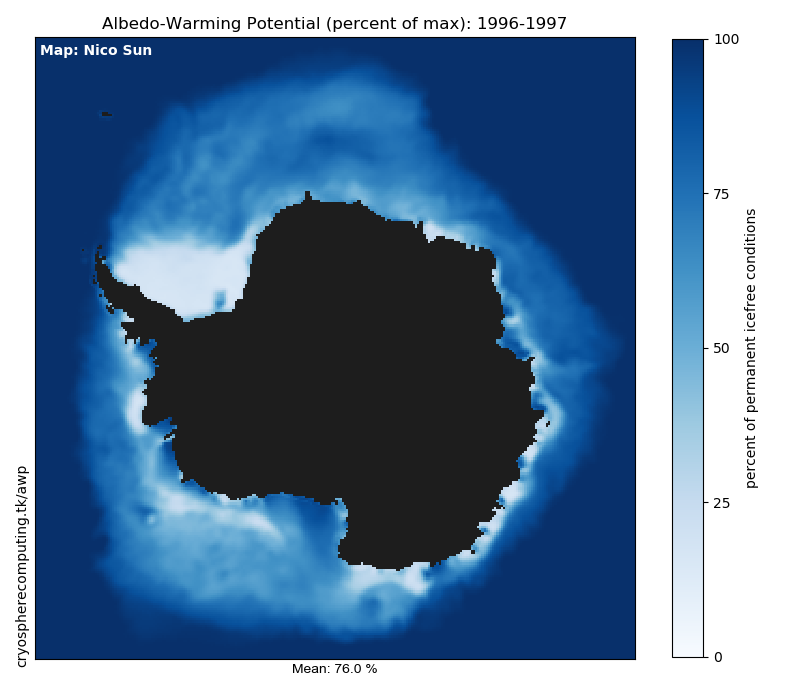 Albedo-Warming Potential (percent of max): 1996-1997
Map: Nico Sun
cryospherecomputing.tk/awp
Mean: 76.0 %
100
75
50
25
0
percent of permanent icefree conditions